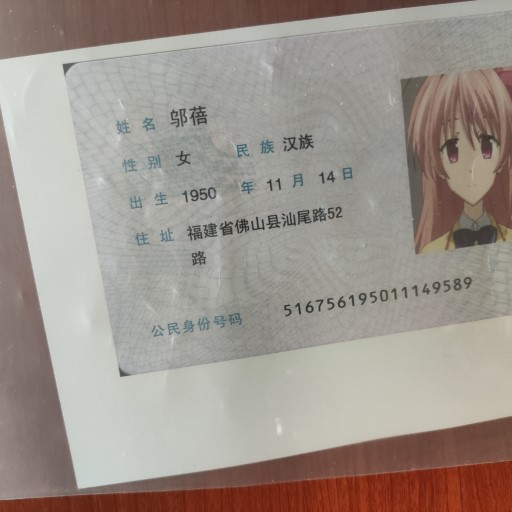 姓名 邬蓓
性别 女 民族 汉族
出生 1950 年 11 月 14 日
住址 福建省佛山县汕尾路52
路
公民身份号码 516756195011149589